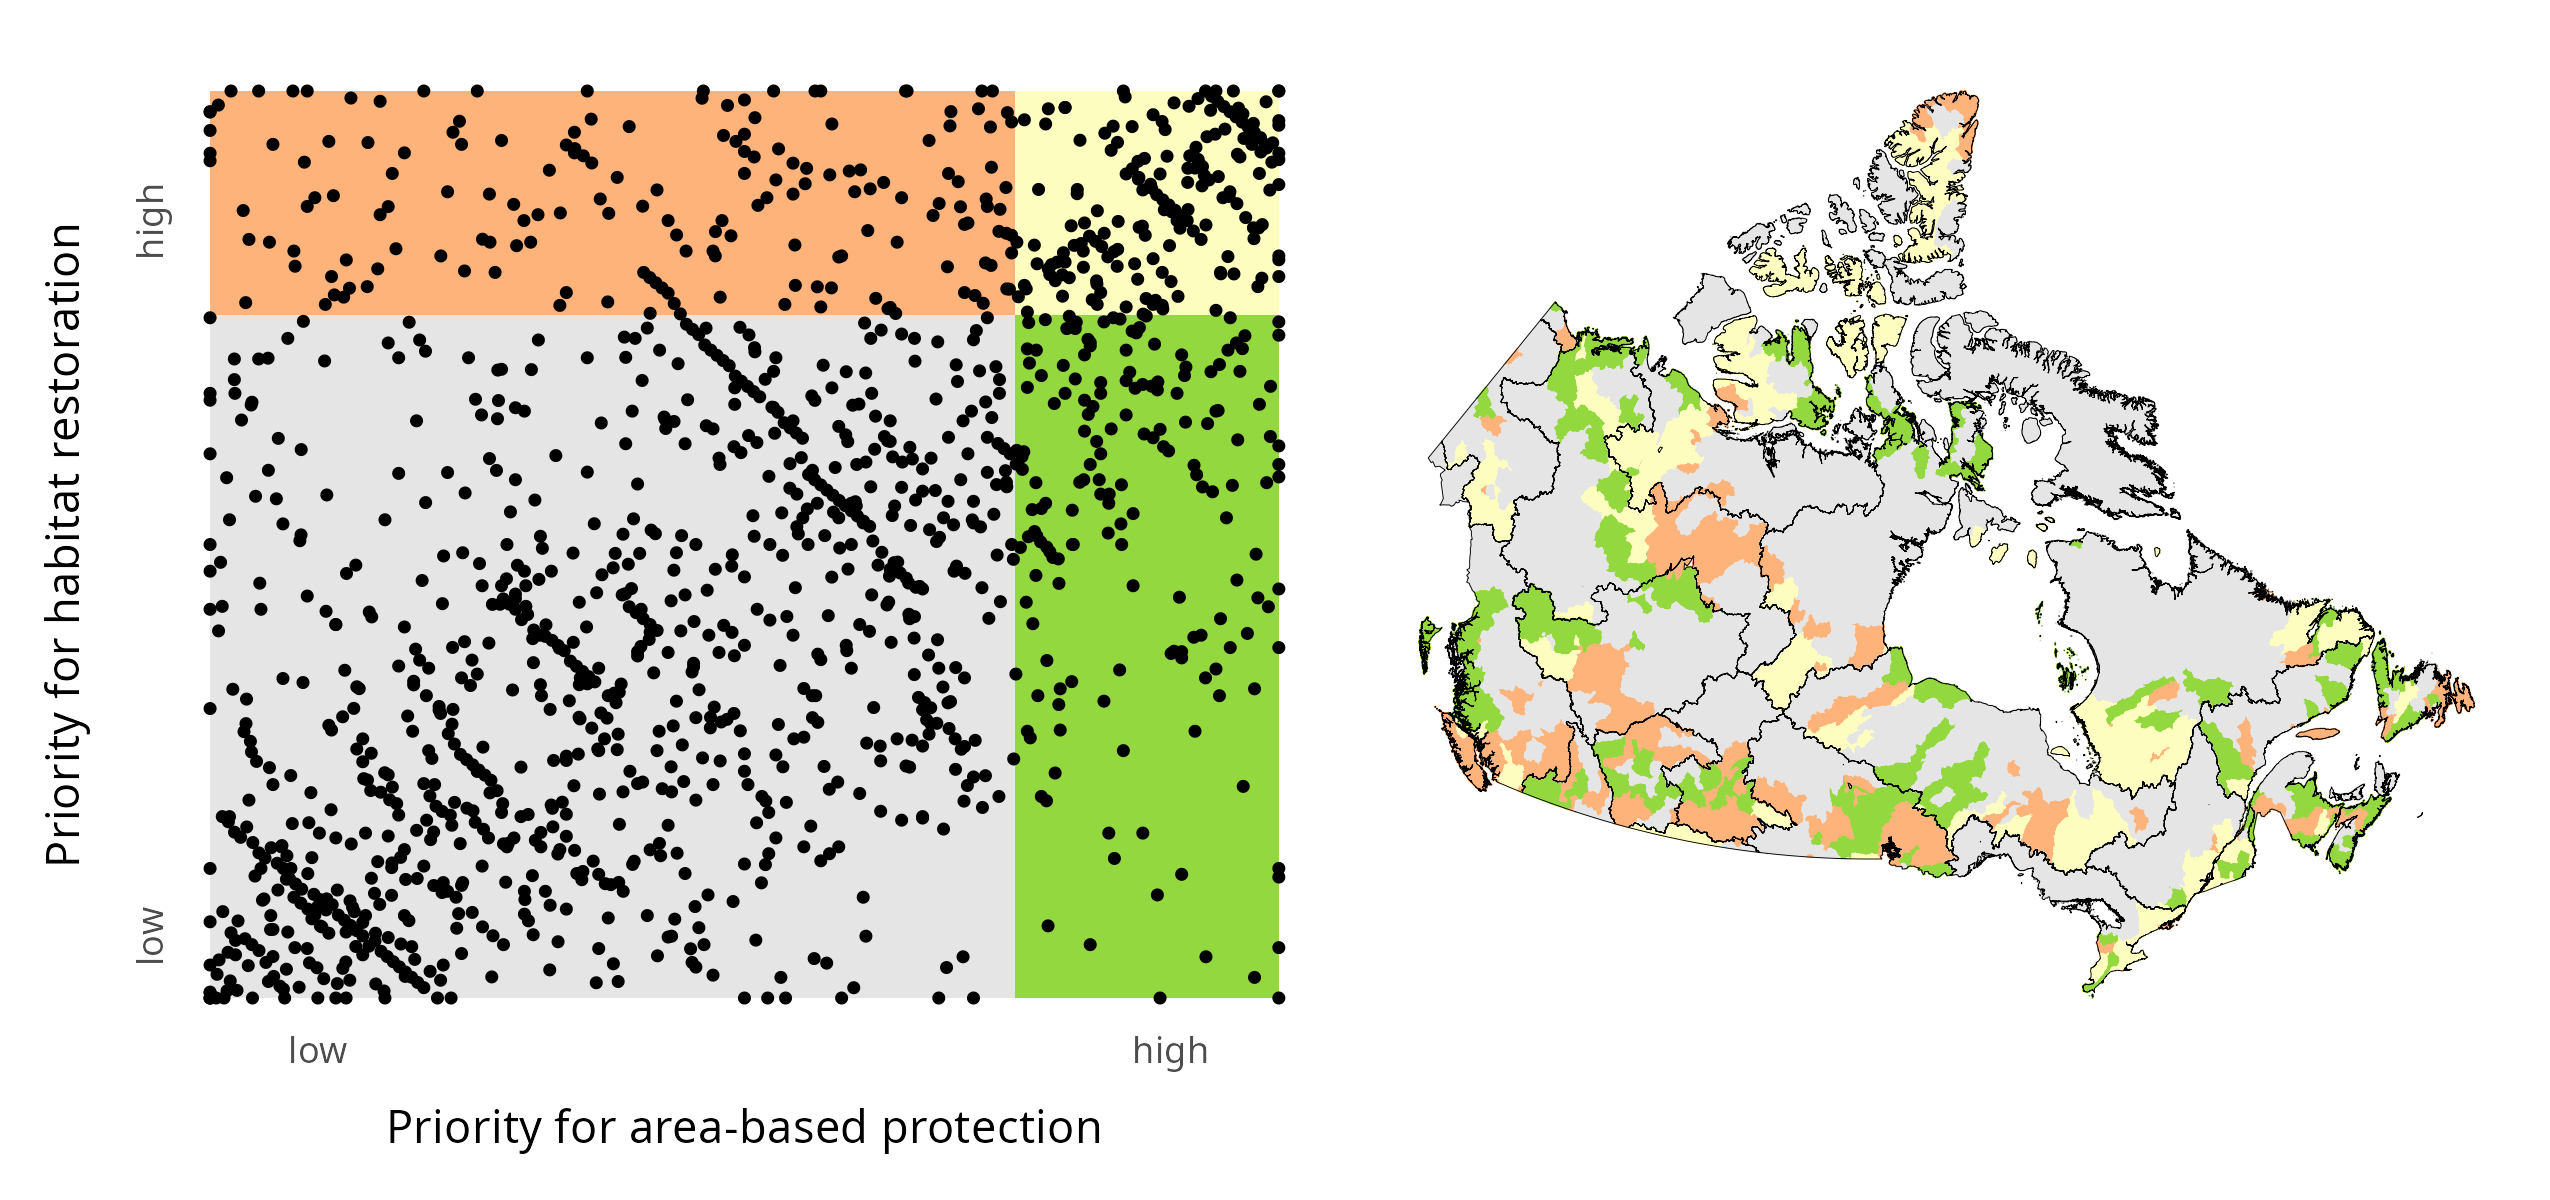 Priority for habitat restoration
high
low
low
high
Priority for area-based protection